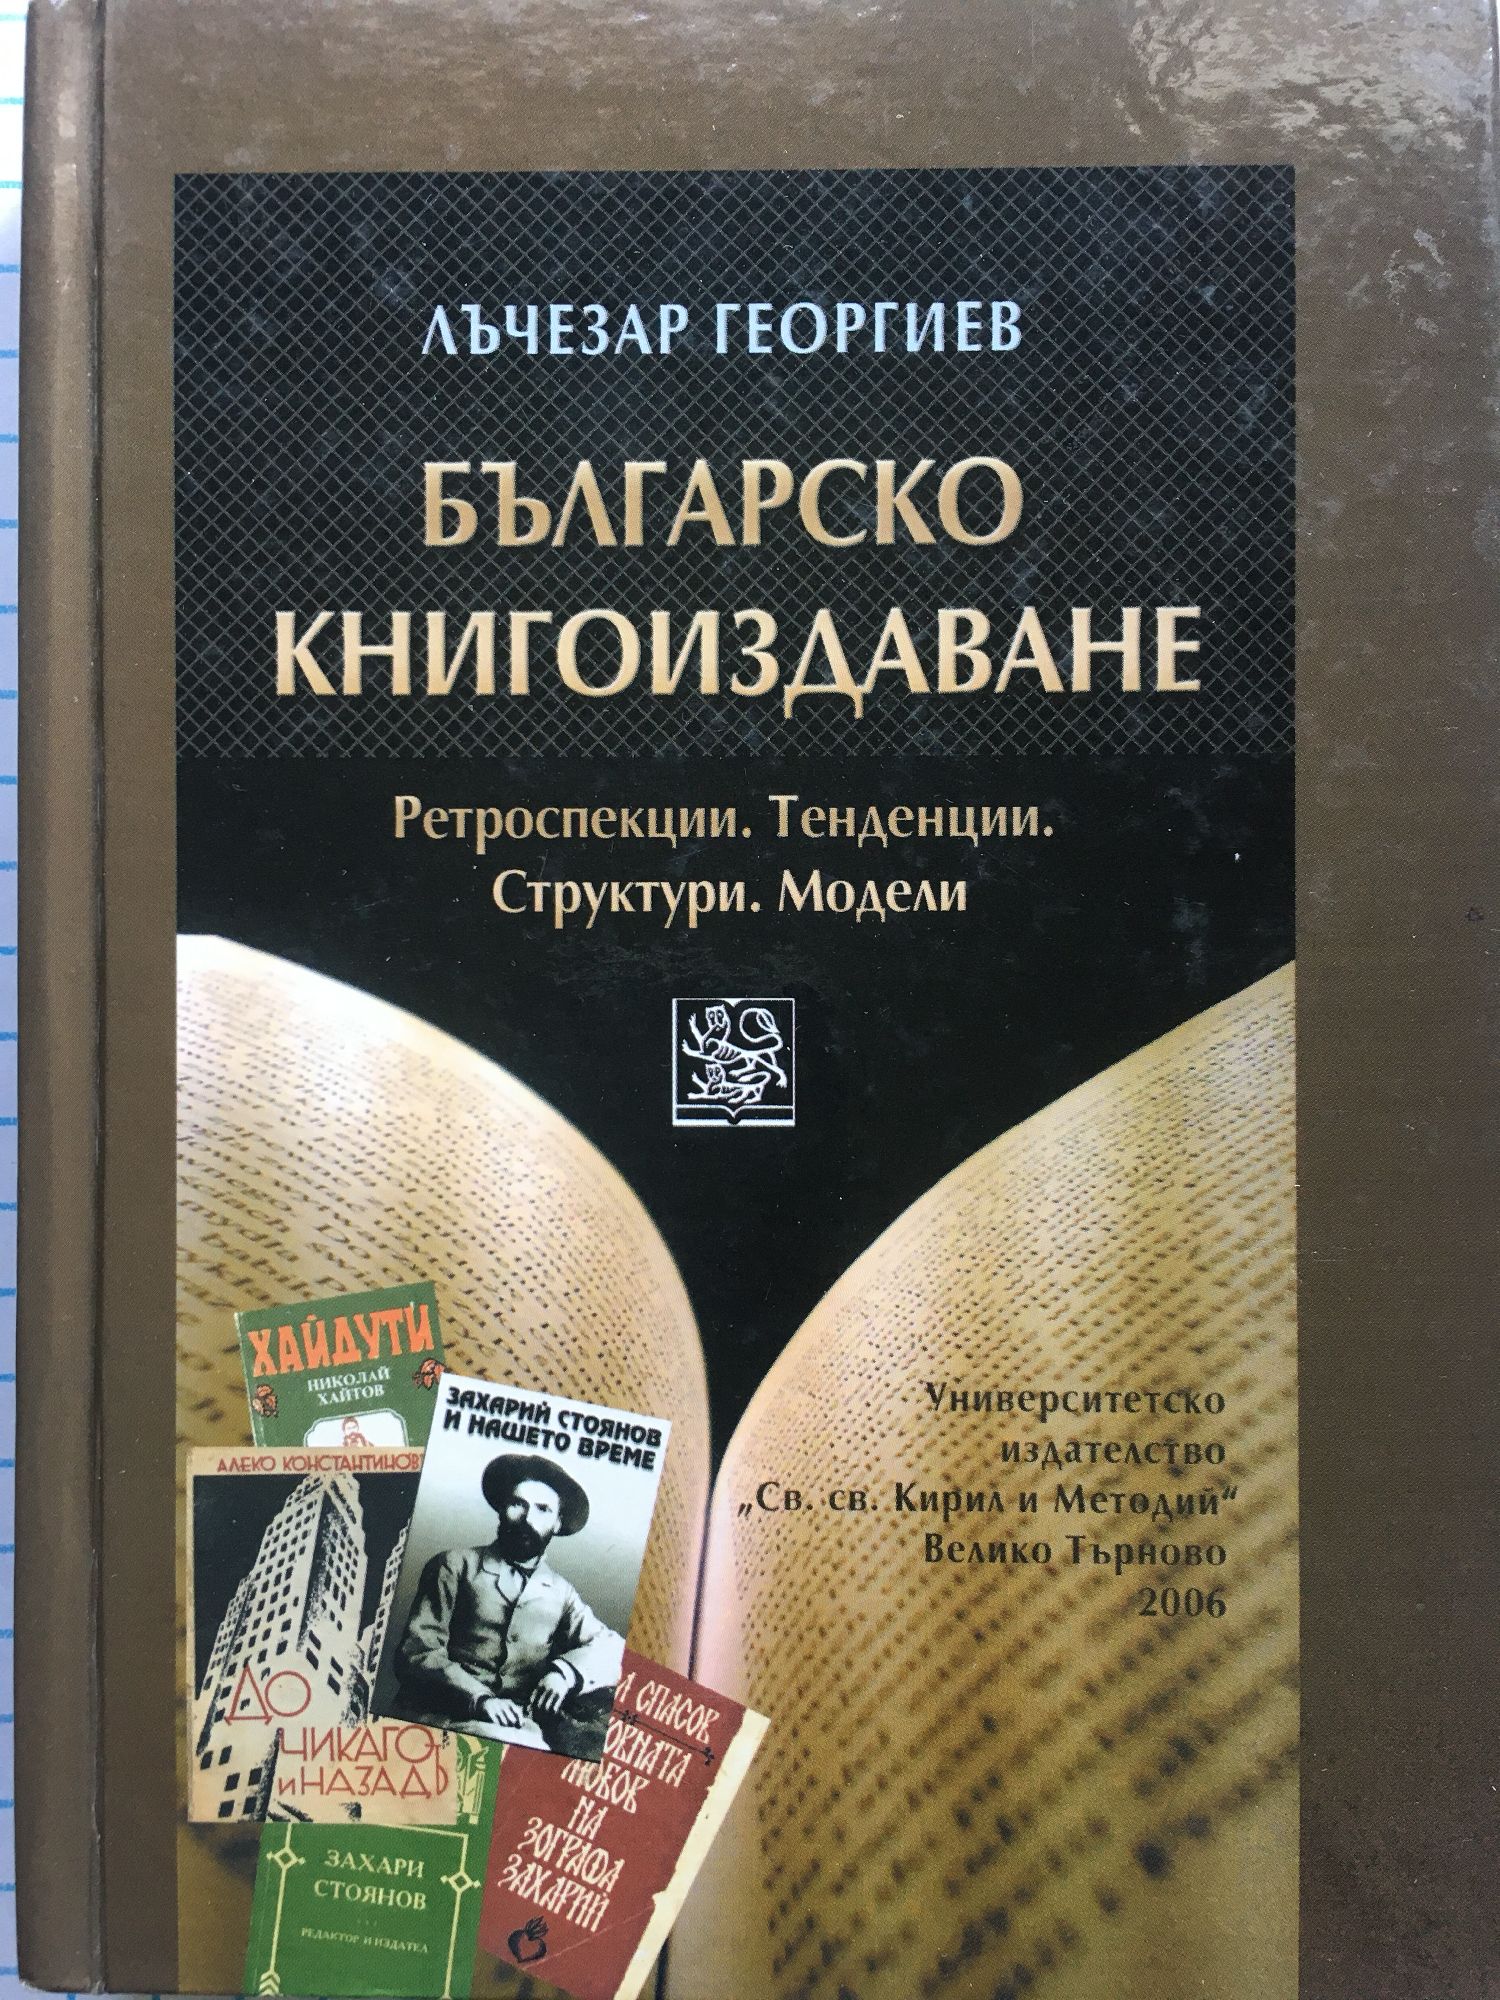 ЛЪЧЕЗАР ГЕОРГИЕВ
БЪЛГАРСКО
КНИГОИЗДАВАНЕ
Ретроспекции. Тенденции.
Структури. Модели
Университетско
издателство
„Св. св. Кирил и Методий“
Велико Търново
2006
ХАЙДУТИ
НИКОЛАЙ
ХАЙТОВ
ЗАХАРИЙ СТОЯНОВ
И НАШЕТО ВРЕМЕ
АЛЕКО КОНСТАНТИНОВ
ДО
ЧИКАГО
и НАЗАДЪ
Л СПАСОВ
ОВНАТА
ЛЮБОВ
НА
ЗОГРАФА
ЗАХАРИЙ
ЗАХАРИ
СТОЯНОВ
РЕДАКТОР И ИЗДАТЕЛ